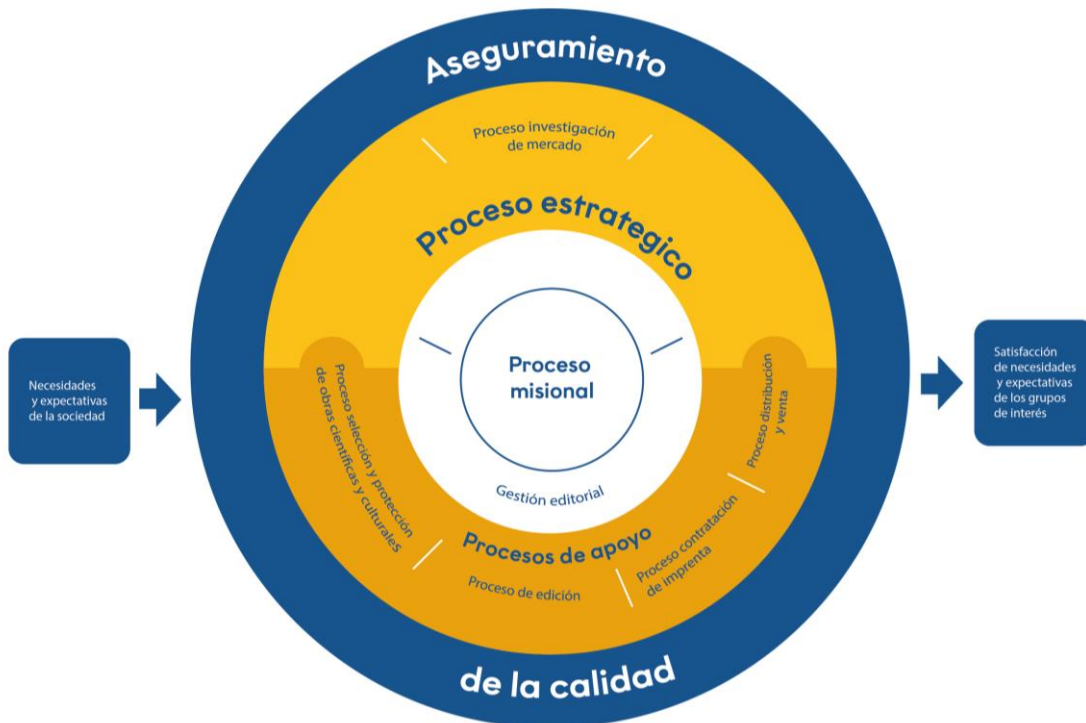 Aseguramiento
Proceso investigación
de mercado
Proceso estrategico
Necesidades
y expectativas
de la sociedad
Proceso
misional
Gestión editorial
Satisfacción
de necesidades
y expectativas
de los grupos
de interés
Proceso selección y protección
de obras científicas y culturales
Procesos de apoyo
Proceso de edición
Proceso contratación
de imprenta
Proceso distribución
y venta
de la calidad